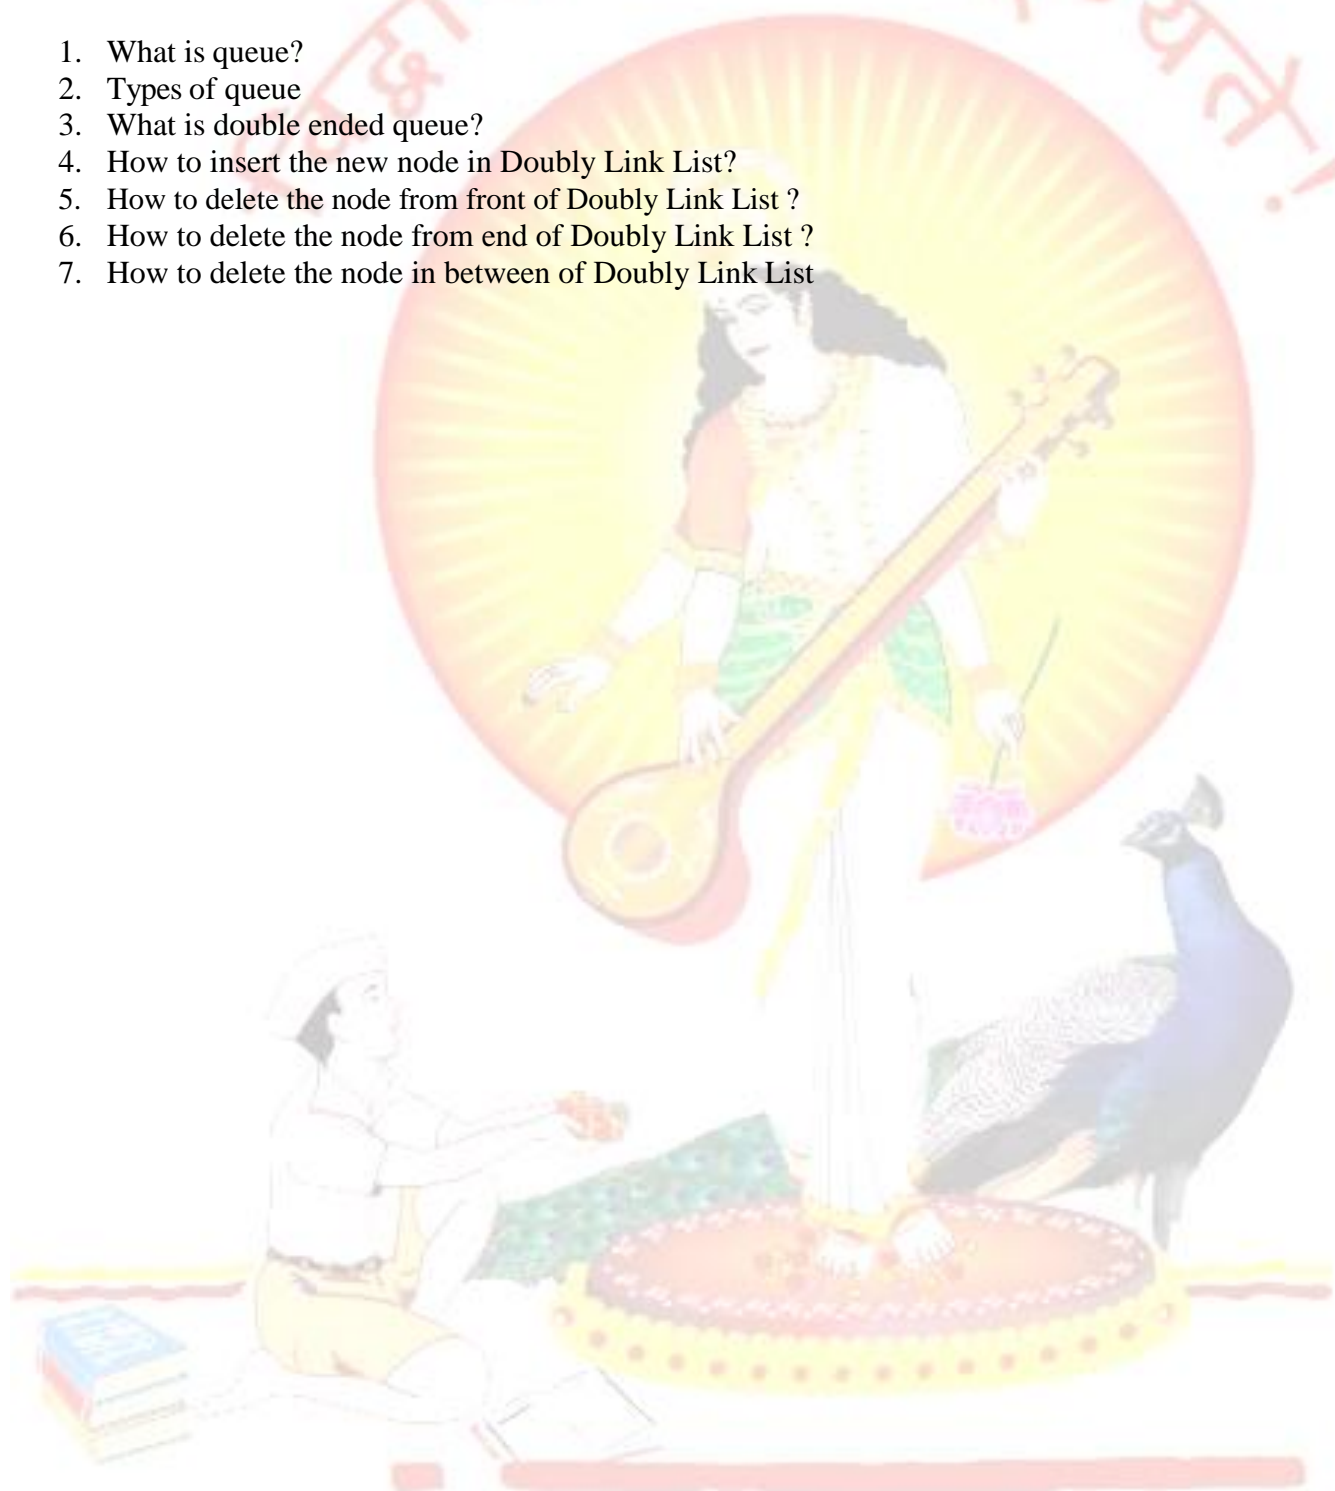 1. What is queue?
2. Types of queue
3. What is double ended queue?
4. How to insert the new node in Doubly Link List?
5. How to delete the node from front of Doubly Link List ?
6. How to delete the node from end of Doubly Link List ?
7. How to delete the node in between of Doubly Link List